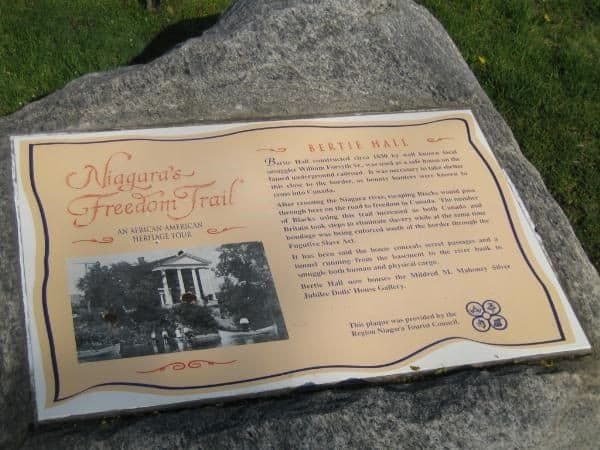 Niagara's
Freedom Trail
AN AFRICAN-AMERICAN
HERITAGE TOUR
BERTIE HALL
Bertie Hall constructed circa 1830 by well known local
smuggler William Forsyth Sr., was used as a safe house on the
famed underground railroad. It was necessary to take shelter
this close to the border, as bounty hunters were known to
cross into Canada.
After crossing the Niagara river, escaping Blacks would pass
through here on the road to freedom in Canada. The number
of Blacks using this trail increased as both Canada and
Britain took steps to eliminate slavery while at the same time
bondage was being enforced south of the border through the
Fugitive Slave Act.
It has been said the house conceals secret passages and a
tunnel running from the basement to the river bank to
smuggle both human and physical cargo.
Bertie Hall now houses the Mildred M. Mahoney Silver
Jubilee Dolls' House Gallery.
This plaque was provided by the
Region Niagara Tourist Council.